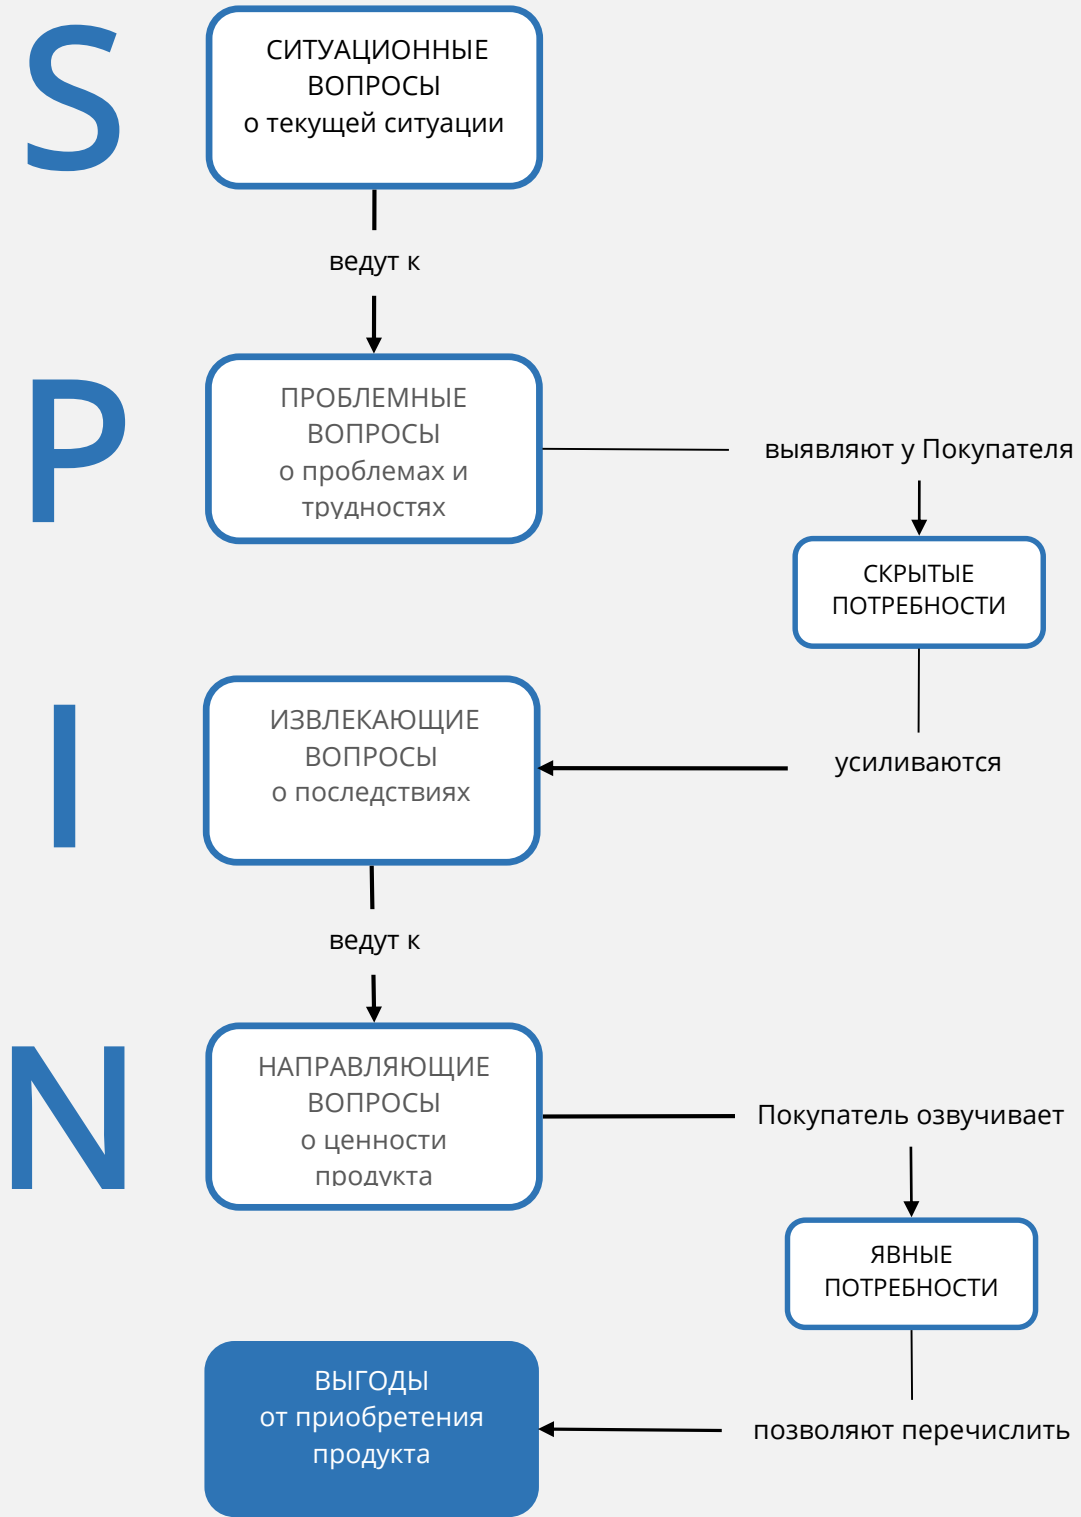 S
СИТУАЦИОННЫЕ
ВОПРОСЫ
о текущей ситуации
ведут к
P
ПРОБЛЕМНЫЕ
ВОПРОСЫ
о проблемах и
трудностях
выявляют у Покупателя
СКРЫТЫЕ
ПОТРЕБНОСТИ
усиливаются
I
ИЗВЛЕКАЮЩИЕ
ВОПРОСЫ
о последствиях
ведут к
N
НАПРАВЛЯЮЩИЕ
ВОПРОСЫ
о ценности
продукта
Покупатель озвучивает
ЯВНЫЕ
ПОТРЕБНОСТИ
позволяют перечислить
ВЫГОДЫ
от приобретения
продукта